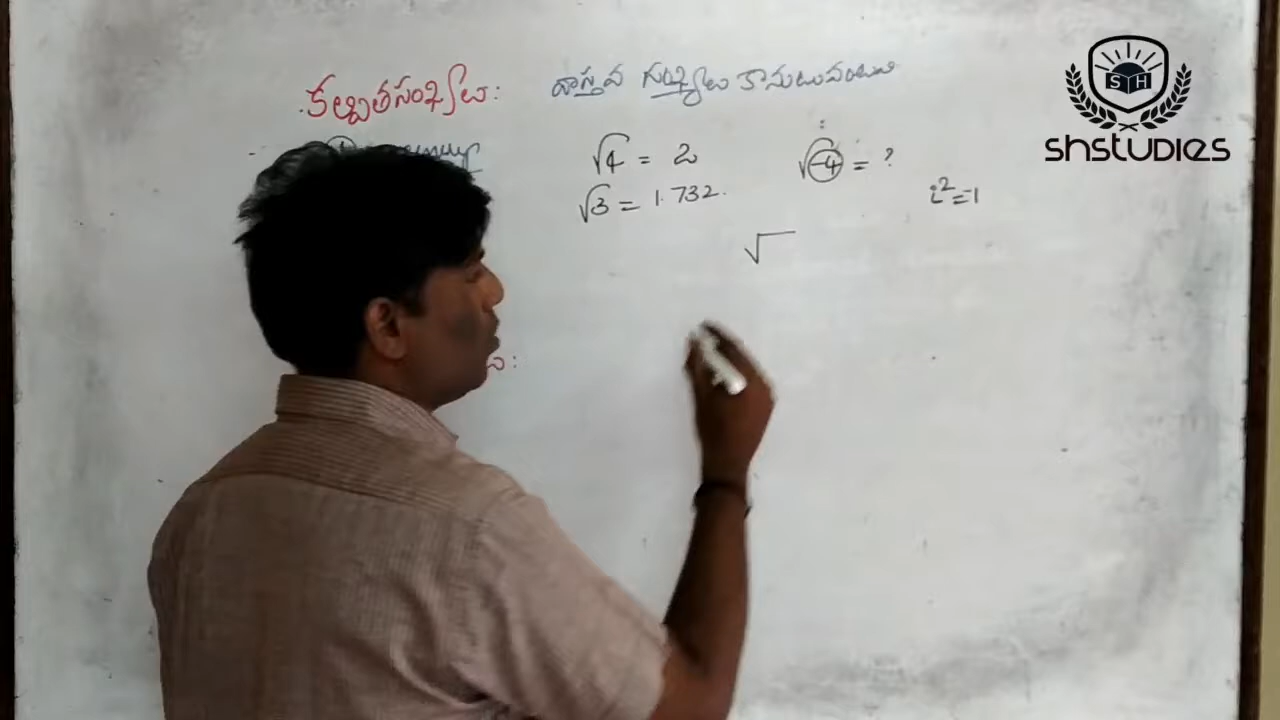 కల్పితసంఖ్యలు: వాస్తవ సంఖ్యలు కానటువంటి
√4 = 2 √-4 = ?
√3 = 1.732. i²=-1
√
S H
shstudies